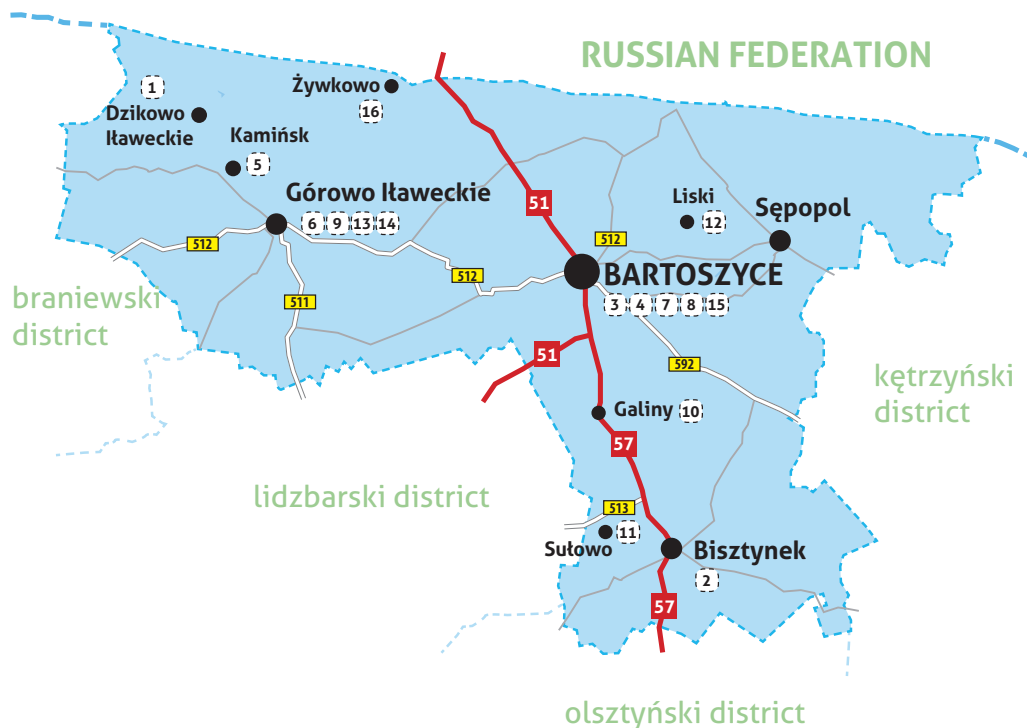 RUSSIAN FEDERATION
1
Żywkowo
16
Dzikowo
Iławeckie
Kamińsk
5
Górowo Iławeckie
6 9 13 14
51
Liski
12
Sępopol
512
512
512
BARTOSZYCE
3 4 7 8 15
braniewski
district
511
51
592
kętrzyński
district
Galiny 10
57
lidzbarski district
513
Sułowo
11
Bisztynek
2
57
olsztyński district